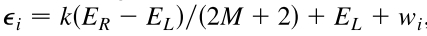 ϵᵢ = k(E_R − E_L)/(2M + 2) + E_L + wᵢ,